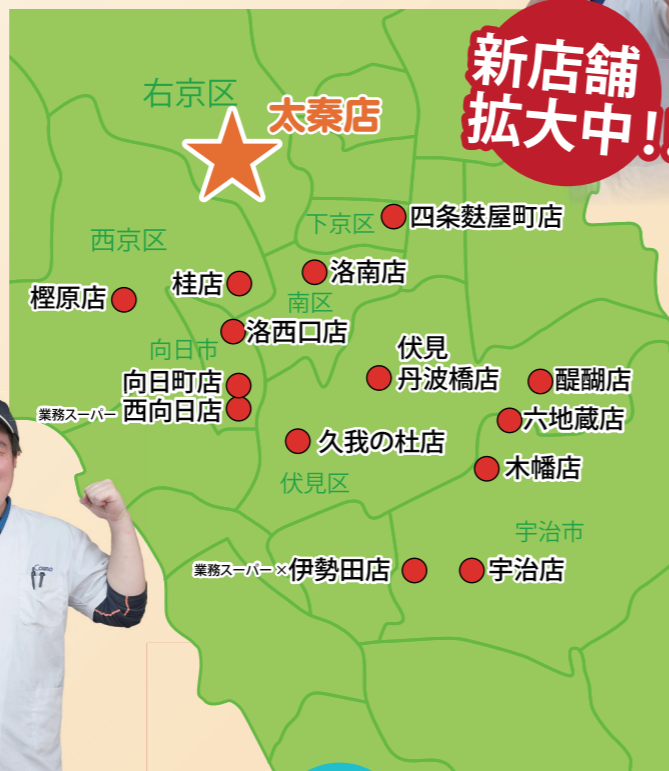 新店舗
拡大中!!
右京区
太秦店
下京区
四条麩屋町店
西京区
桂店
洛南店
樫原店
南区
洛西口店
向日市
伏見
丹波橋店
向日町店
醍醐店
業務スーパー 西向日店
六地蔵店
久我の杜店
木幡店
伏見区
宇治市
業務スーパー × 伊勢田店
宇治店